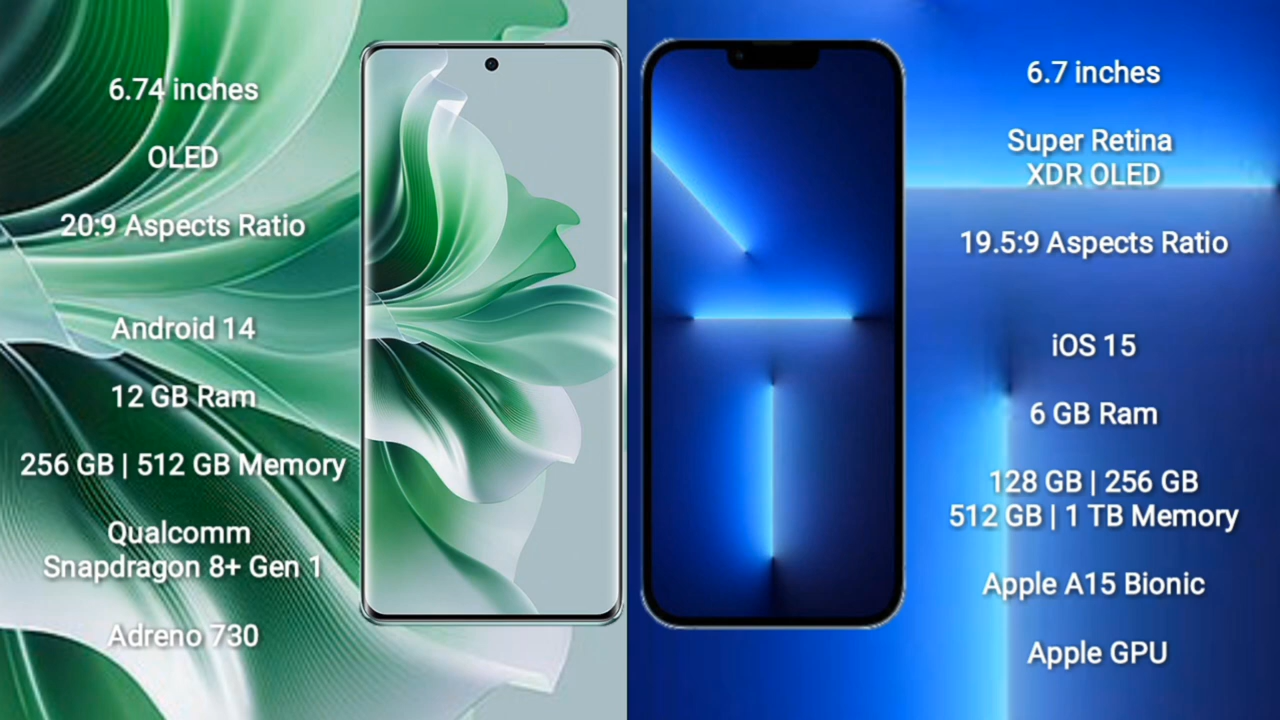 6.74 inches
OLED
20:9 Aspects Ratio
Android 14
12 GB Ram
256 GB | 512 GB Memory
Qualcomm
Snapdragon 8+ Gen 1
Adreno 730
6.7 inches
Super Retina
XDR OLED
19.5:9 Aspects Ratio
iOS 15
6 GB Ram
128 GB | 256 GB
512 GB | 1 TB Memory
Apple A15 Bionic
Apple GPU